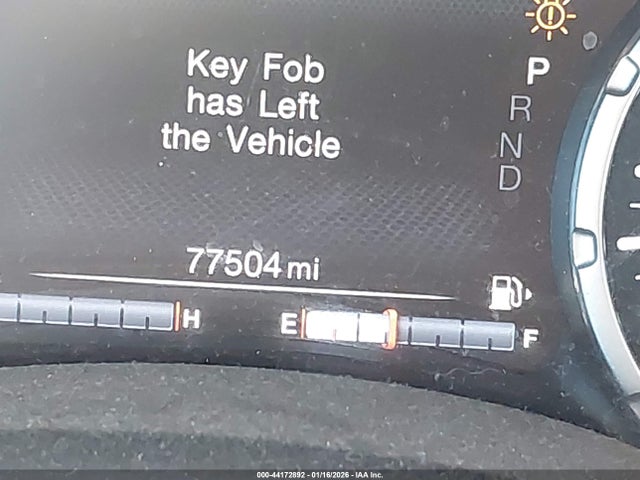 Key Fob
has Left
the Vehicle
P
R
N
D
77504 mi
H
E
F
000-44172892 - 01/16/2026 - IAA Inc.